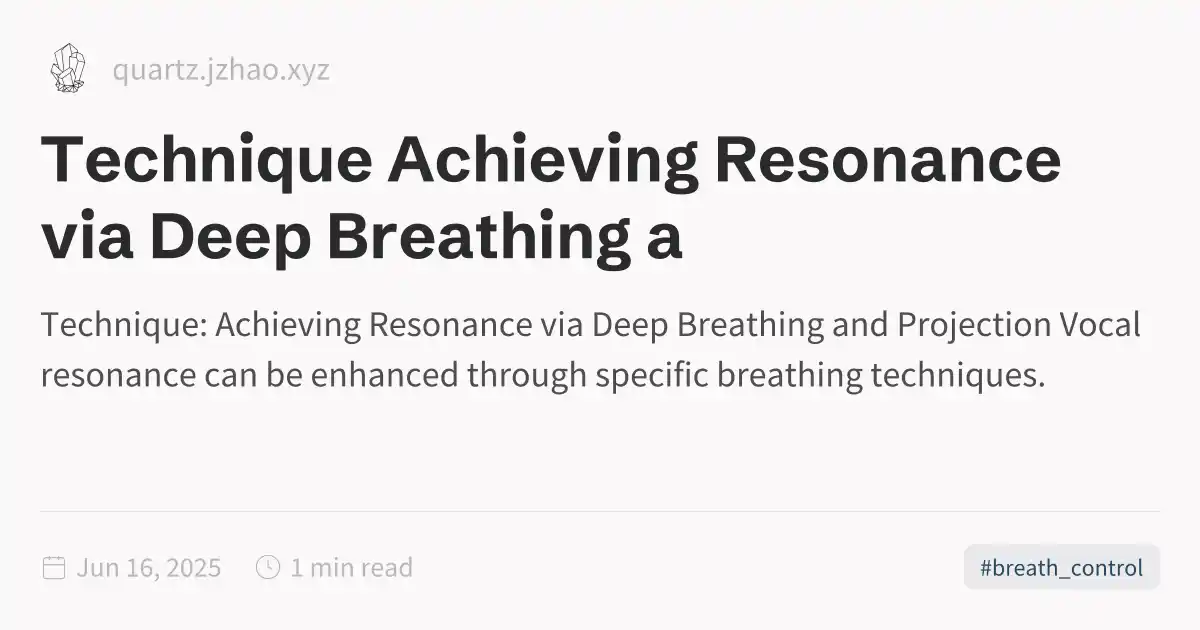 quartz.jzhao.xyz
Technique Achieving Resonance
via Deep Breathing a
Technique: Achieving Resonance via Deep Breathing and Projection Vocal
resonance can be enhanced through specific breathing techniques.
Jun 16, 2025 1 min read #breath_control